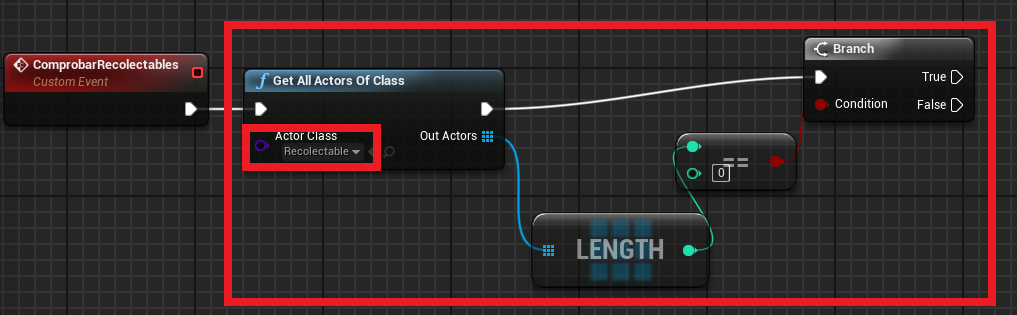 ComprobarRecolectables
Custom Event
f Get All Actors Of Class
Actor Class
Recolectable
Out Actors
Branch
True
Condition
False
==
0
LENGTH